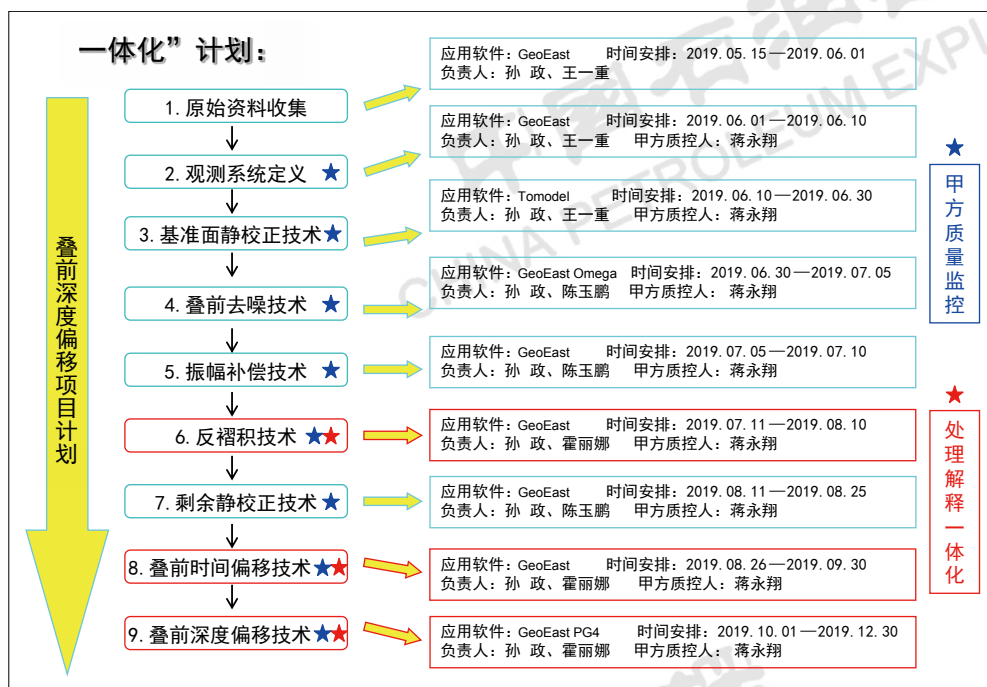 一体化”计划：
叠前深度偏移项目计划
1. 原始资料收集
应用软件：GeoEast 时间安排：2019.05.15—2019.06.01
负责人：孙 政、王一重
2. 观测系统定义
应用软件：GeoEast 时间安排：2019.06.01—2019.06.10
负责人：孙 政、王一重 甲方质控人：蒋永翔
3. 基准面静校正技术
应用软件：Tomodel 时间安排：2019.06.10—2019.06.30
负责人：孙 政、王一重 甲方质控人：蒋永翔
4. 叠前去噪技术
应用软件：GeoEast Omega 时间安排：2019.06.30—2019.07.05
负责人：孙 政、陈玉鹏 甲方质控人：蒋永翔
5. 振幅补偿技术
应用软件：GeoEast 时间安排：2019.07.05—2019.07.10
负责人：孙 政、陈玉鹏 甲方质控人：蒋永翔
6. 反褶积技术
应用软件：GeoEast 时间安排：2019.07.11—2019.08.10
负责人：孙 政、霍丽娜 甲方质控人：蒋永翔
7. 剩余静校正技术
应用软件：GeoEast 时间安排：2019.08.11—2019.08.25
负责人：孙 政、陈玉鹏 甲方质控人：蒋永翔
8. 叠前时间偏移技术
应用软件：GeoEast 时间安排：2019.08.26—2019.09.30
负责人：孙 政、霍丽娜 甲方质控人：蒋永翔
9. 叠前深度偏移技术
应用软件：GeoEast PG4 时间安排：2019.10.01—2019.12.30
负责人：孙 政、霍丽娜 甲方质控人：蒋永翔
甲方质量监控
处理解释一体化
中国石油
CHINA PETROLEUM EXPL